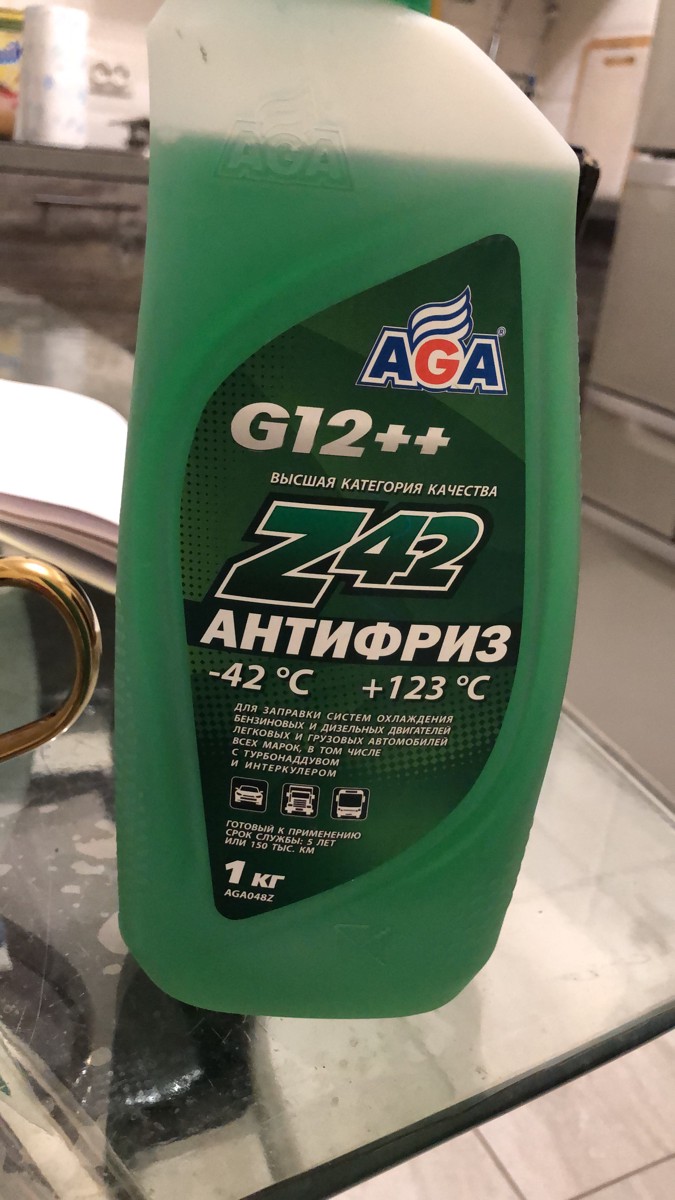 AGA
AGA®
G12++
ВЫСШАЯ КАТЕГОРИЯ КАЧЕСТВА
Z42
АНТИФРИЗ
-42 °C +123 °C
ДЛЯ ЗАПРАВКИ СИСТЕМ ОХЛАЖДЕНИЯ
БЕНЗИНОВЫХ И ДИЗЕЛЬНЫХ ДВИГАТЕЛЕЙ
ЛЕГКОВЫХ И ГРУЗОВЫХ АВТОМОБИЛЕЙ
ВСЕХ МАРОК, В ТОМ ЧИСЛЕ
С ТУРБОНАДДУВОМ
И ИНТЕРКУЛЕРОМ
ГОТОВЫЙ К ПРИМЕНЕНИЮ
СРОК СЛУЖБЫ: 5 ЛЕТ
ИЛИ 150 ТЫС. КМ
1 КГ
AGA048Z